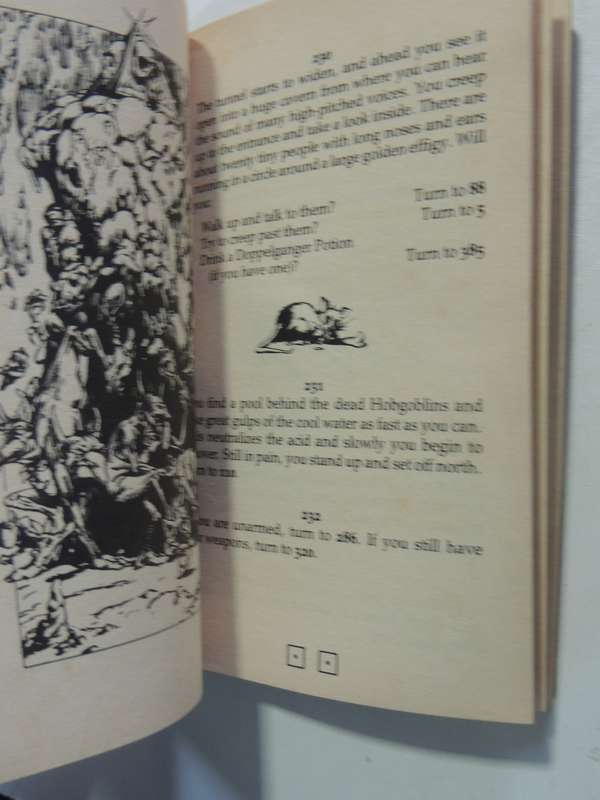 230
The tunnel starts to widen, and ahead you see it
open into a huge cavern from where you can hear
the sound of many high-pitched voices. You creep
up to the entrance and take a look inside. There are
about twenty tiny people with long noses and ears
running in a circle around a large golden effigy. Will
you:
Walk up and talk to them? Turn to 88
Try to creep past them? Turn to 5
Drink a Doppelganger Potion
(if you have one)? Turn to 385
231
find a pool behind the dead Hobgoblins and
great gulps of the cool water as fast as you can.
neutralizes the acid and slowly you begin to
Still in pain, you stand up and set off north.
to
232
you are unarmed, turn to 286. If you still have
weapons, turn to 320.